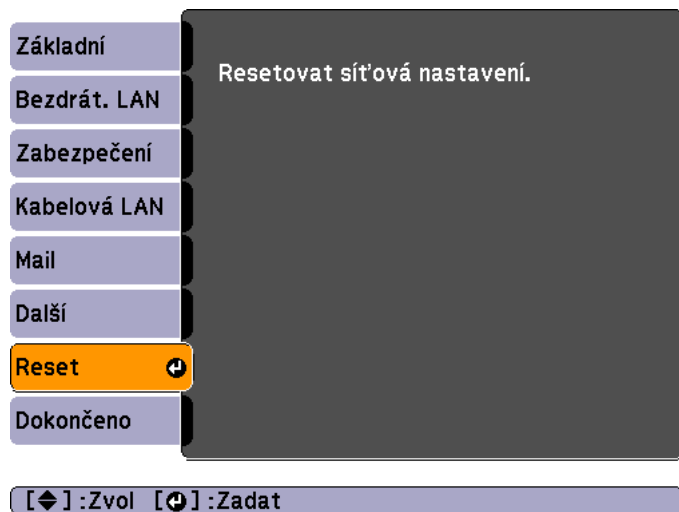 Základní
Bezdrát. LAN
Zabezpečení
Kabelová LAN
Mail
Další
Reset
Dokončeno
Resetovat síťová nastavení.
[◆] :Zvol [⏎] :Zadat